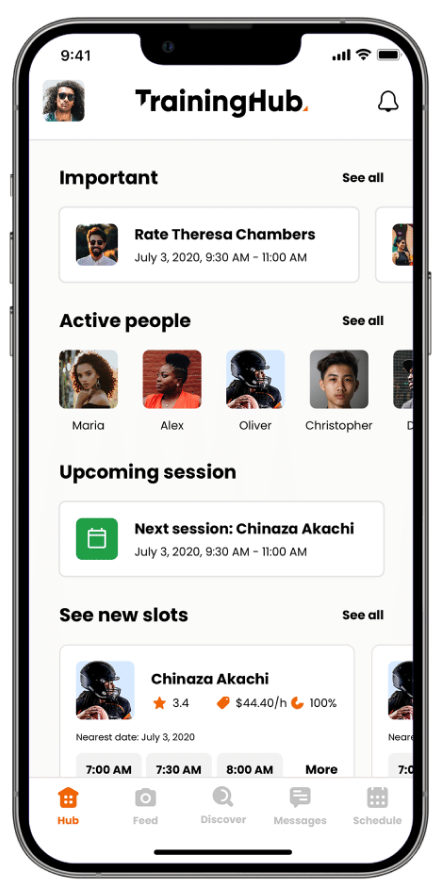 9:41
TrainingHub.
Important See all
Rate Theresa Chambers
July 3, 2020, 9:30 AM – 11:00 AM
Active people See all
Maria Alex Oliver Christopher D
Upcoming session
Next session: Chinaza Akachi
July 3, 2020, 9:30 AM – 11:00 AM
See new slots See all
Chinaza Akachi
3.4 $44.40/h 100%
Nearest date: July 3, 2020 Neare
7:00 AM 7:30 AM 8:00 AM More 7:0
Hub Feed Discover Messages Schedule